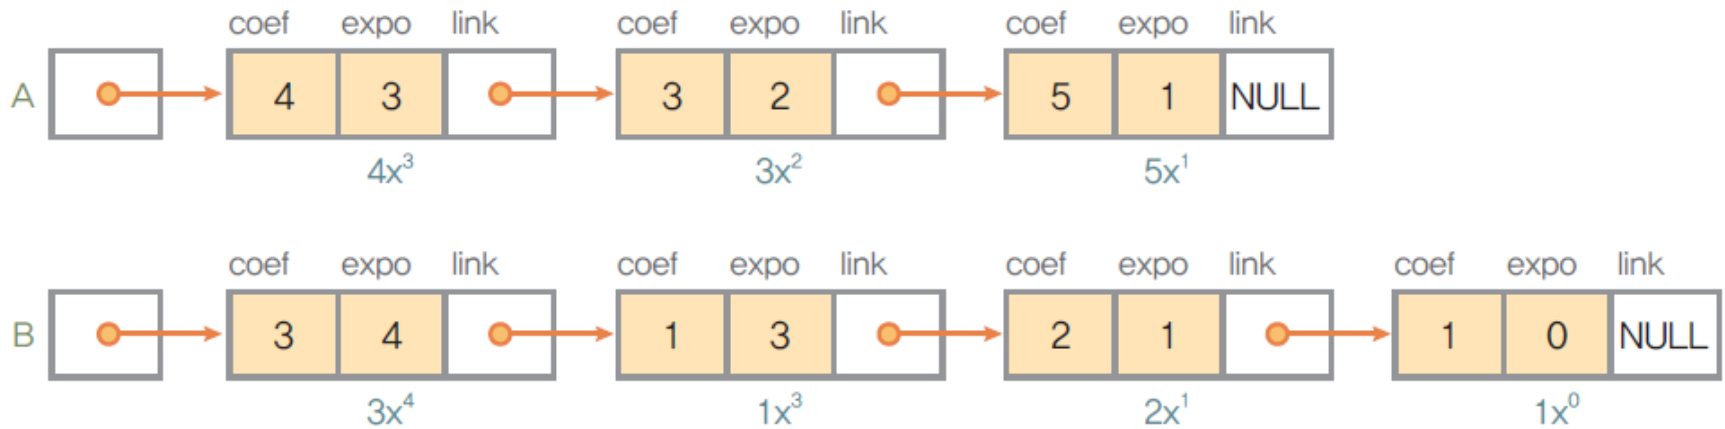 coef expo link coef expo link coef expo link
A 4 3 3 2 5 1 NULL
4x³ 3x² 5x¹
coef expo link coef expo link coef expo link coef expo link
B 3 4 1 3 2 1 1 0 NULL
3x⁴ 1x³ 2x¹ 1x⁰